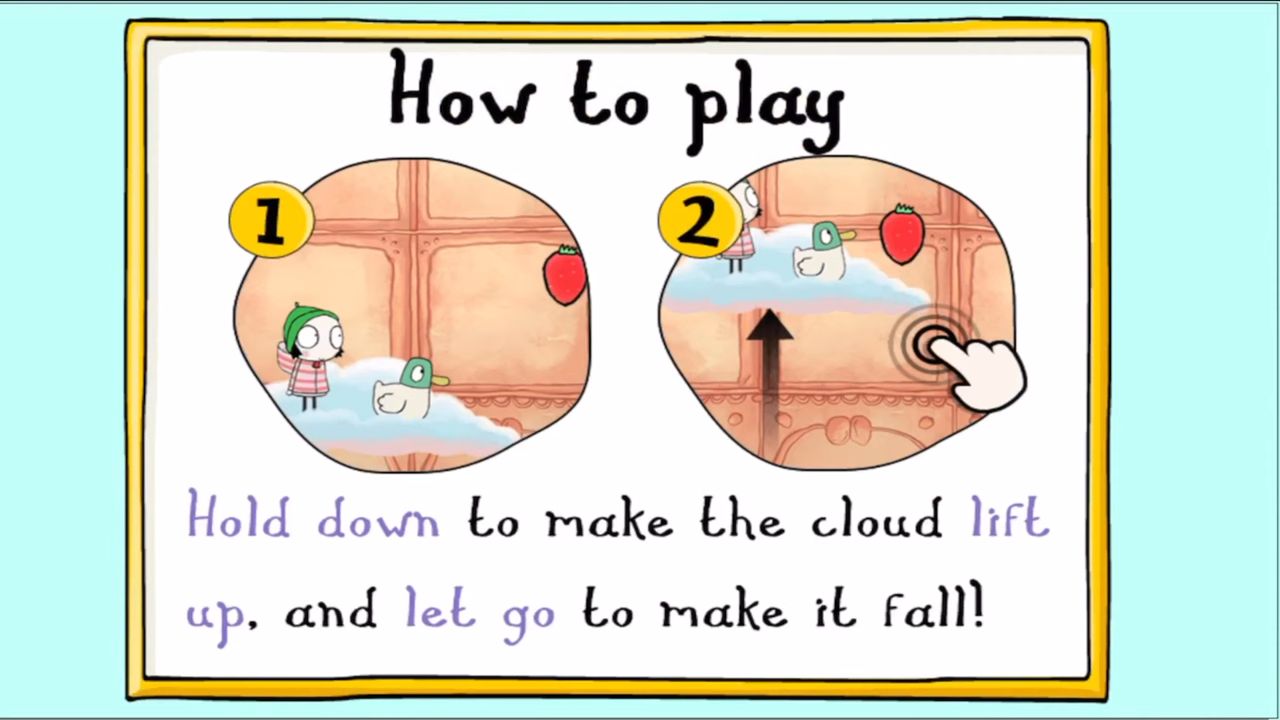 How to play
1 2
Hold down to make the cloud lift
up, and let go to make it fall!